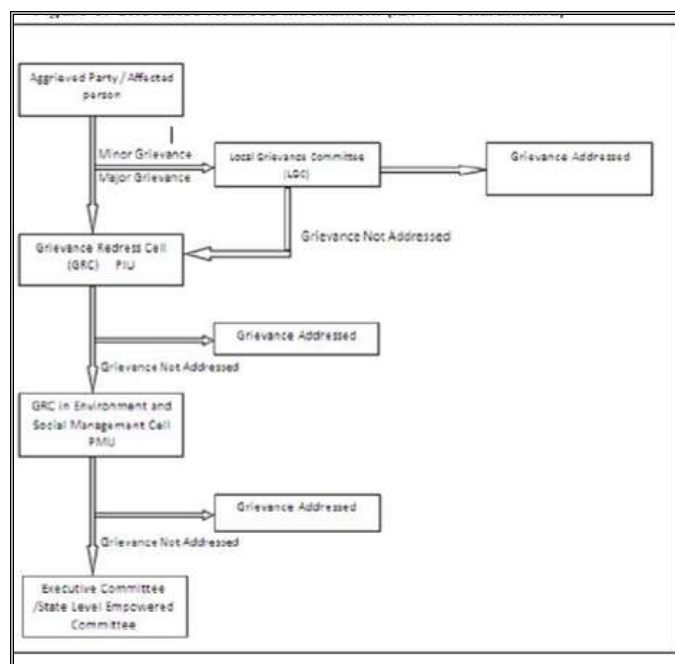 Aggrieved Party / Affected
person
Minor Grievance
Major Grievance
Local Grievance Committee
(LGC)
Grievance Addressed
Grievance Not Addressed
Grievance Redress Cell
(GRC) PIU
Grievance Addressed
Grievance Not Addressed
GRC in Environment and
Social Management Cell
PMU
Grievance Addressed
Grievance Not Addressed
Executive Committee
/State Level Empowered
Committee